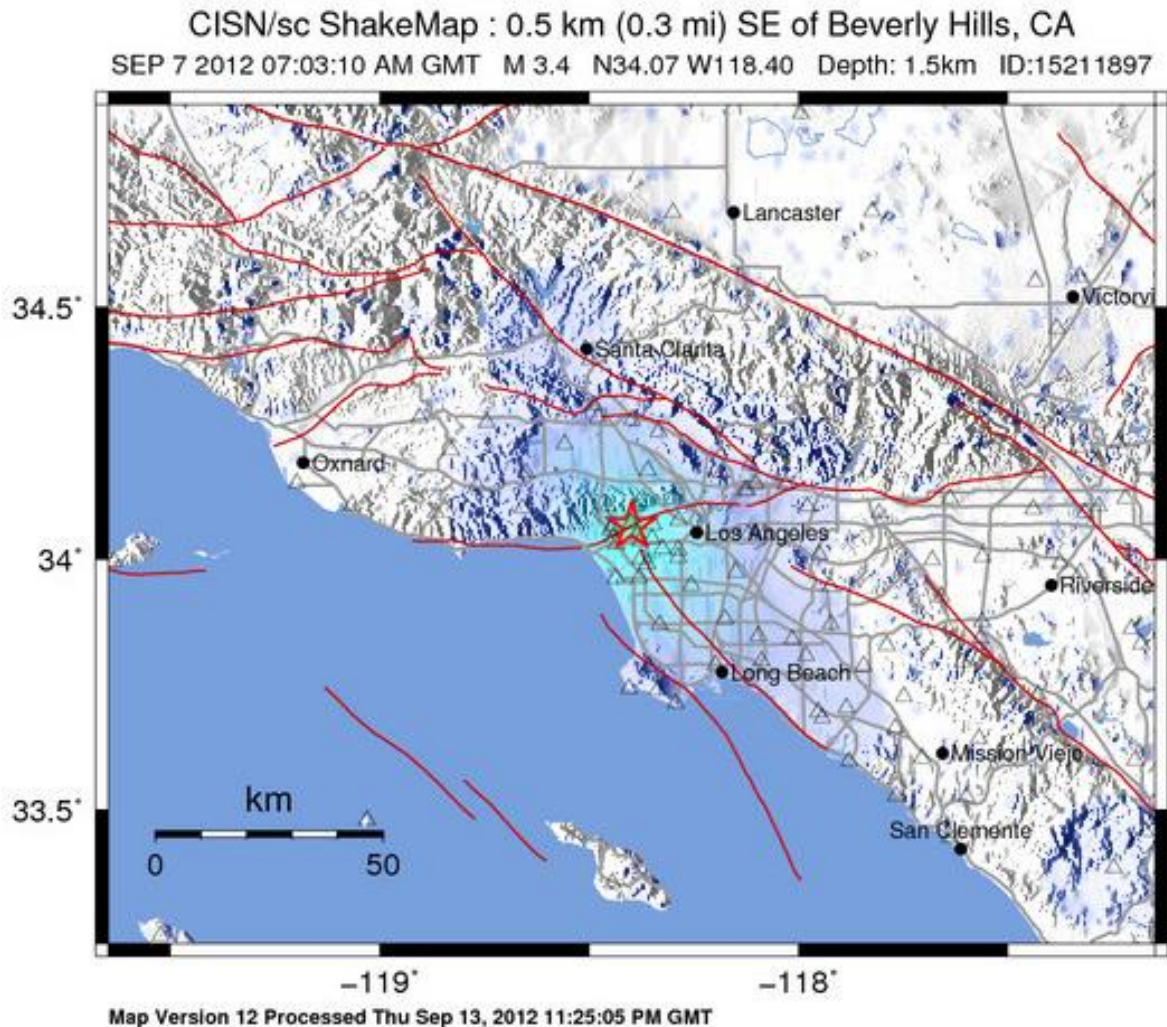 CISN/sc ShakeMap : 0.5 km (0.3 mi) SE of Beverly Hills, CA
SEP 7 2012 07:03:10 AM GMT M 3.4 N34.07 W118.40 Depth: 1.5km ID:15211897
Lancaster
34.5°
Victorvi
Santa Clarita
Oxnard
Los Angeles
34°
Riverside
Long Beach
Mission Viejo
km
33.5°
San Clemente
0 50
−119° −118°
Map Version 12 Processed Thu Sep 13, 2012 11:25:05 PM GMT